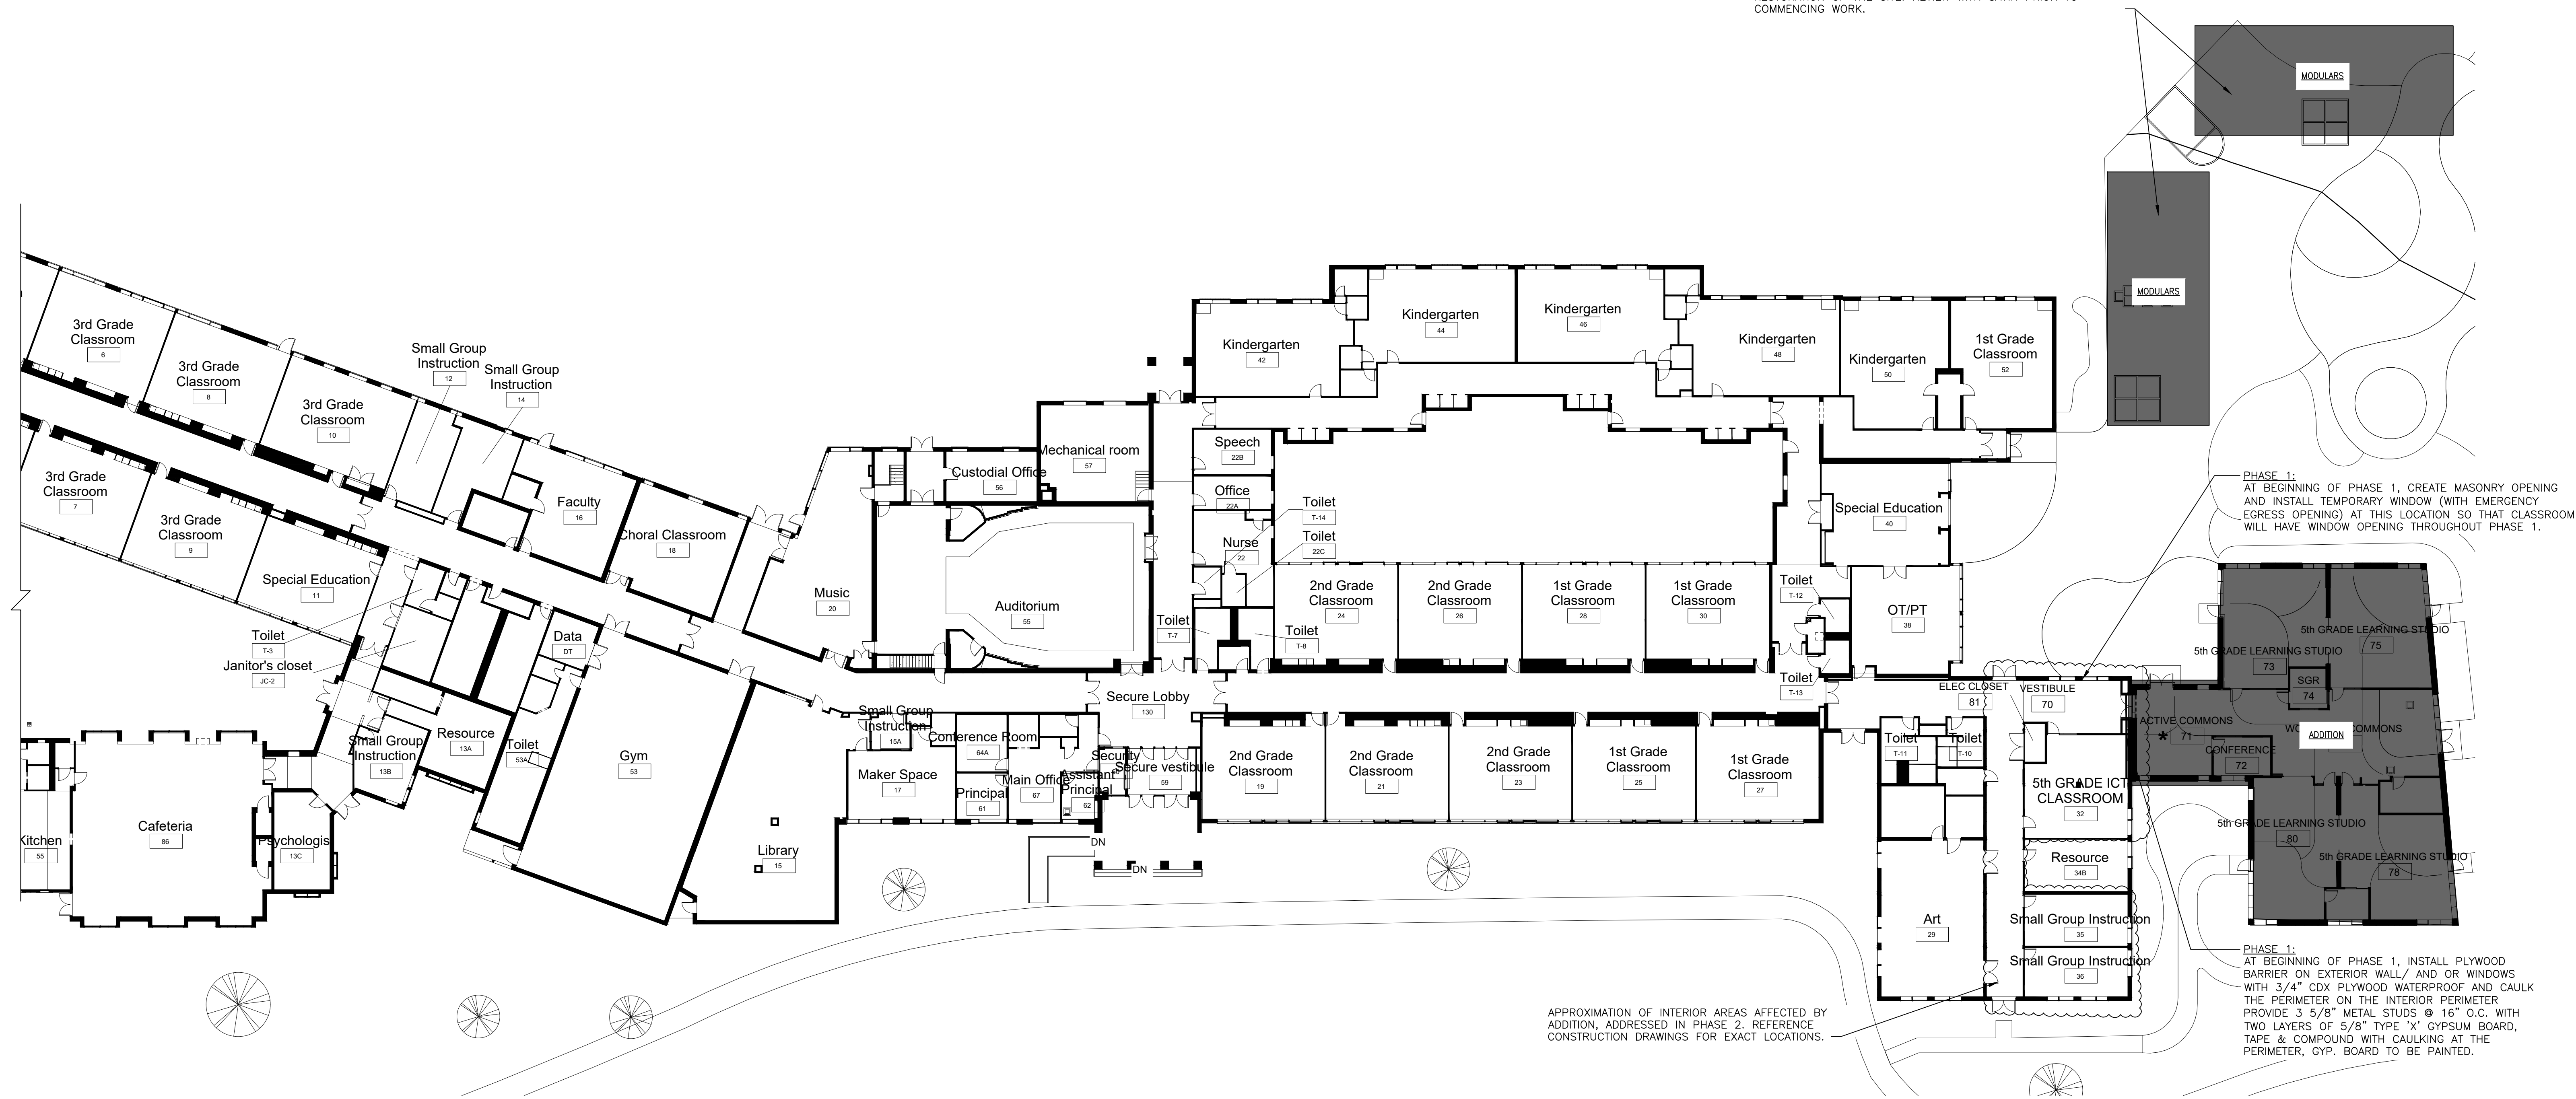 COMMENCING WORK.
MODULARS
MODULARS
3rd Grade
Classroom
6
3rd Grade
Classroom
8
3rd Grade
Classroom
10
Small Group
Instruction
12
Small Group
Instruction
14
Faculty
16
Choral Classroom
18
3rd Grade
Classroom
7
3rd Grade
Classroom
9
Special Education
11
Toilet
T-3
Janitor's closet
JC-2
Data
DT
Toilet
53A
Resource
13A
Small Group
Instruction
13B
Psychologis
13C
Cafeteria
86
Kitchen
55
Gym
53
Library
15
Music
20
Custodial Office
56
Mechanical room
57
Auditorium
55
Small Group
Instruction
15A
Maker Space
17
Conference Room
64A
Principal
61
Main Office
67
Assistant
Principal
62
Security
Secure vestibule
59
Secure Lobby
130
DN
DN
Kindergarten
42
Kindergarten
44
Kindergarten
46
Kindergarten
48
Kindergarten
50
1st Grade
Classroom
52
Speech
22B
Office
22A
Nurse
22
Toilet
T-14
Toilet
22C
Toilet
T-7
Toilet
T-8
2nd Grade
Classroom
24
2nd Grade
Classroom
26
1st Grade
Classroom
28
1st Grade
Classroom
30
Toilet
T-12
Toilet
T-13
Special Education
40
OT/PT
38
2nd Grade
Classroom
19
2nd Grade
Classroom
21
2nd Grade
Classroom
23
1st Grade
Classroom
25
1st Grade
Classroom
27
Toilet
T-11
Toilet
T-10
ELEC CLOSET
81
VESTIBULE
70
5th GRADE ICT
CLASSROOM
32
Resource
34B
Small Group Instruction
35
Small Group Instruction
36
Art
29
ACTIVE COMMONS
* 71
CONFERENCE
72
5th GRADE LEARNING STUDIO
73
SGR
74
5th GRADE LEARNING STUDIO
75
COMMONS
ADDITION
5th GRADE LEARNING STUDIO
80
5th GRADE LEARNING STUDIO
78
PHASE 1:
AT BEGINNING OF PHASE 1, CREATE MASONRY OPENING
AND INSTALL TEMPORARY WINDOW (WITH EMERGENCY
EGRESS OPENING) AT THIS LOCATION SO THAT CLASSROOM
WILL HAVE WINDOW OPENING THROUGHOUT PHASE 1.
PHASE 1:
AT BEGINNING OF PHASE 1, INSTALL PLYWOOD
BARRIER ON EXTERIOR WALL/ AND OR WINDOWS
WITH 3/4" CDX PLYWOOD WATERPROOF AND CAULK
THE PERIMETER ON THE INTERIOR PERIMETER
PROVIDE 3 5/8" METAL STUDS @ 16" O.C. WITH
TWO LAYERS OF 5/8" TYPE 'X' GYPSUM BOARD,
TAPE & COMPOUND WITH CAULKING AT THE
PERIMETER, GYP. BOARD TO BE PAINTED.
APPROXIMATION OF INTERIOR AREAS AFFECTED BY
ADDITION, ADDRESSED IN PHASE 2. REFERENCE
CONSTRUCTION DRAWINGS FOR EXACT LOCATIONS.